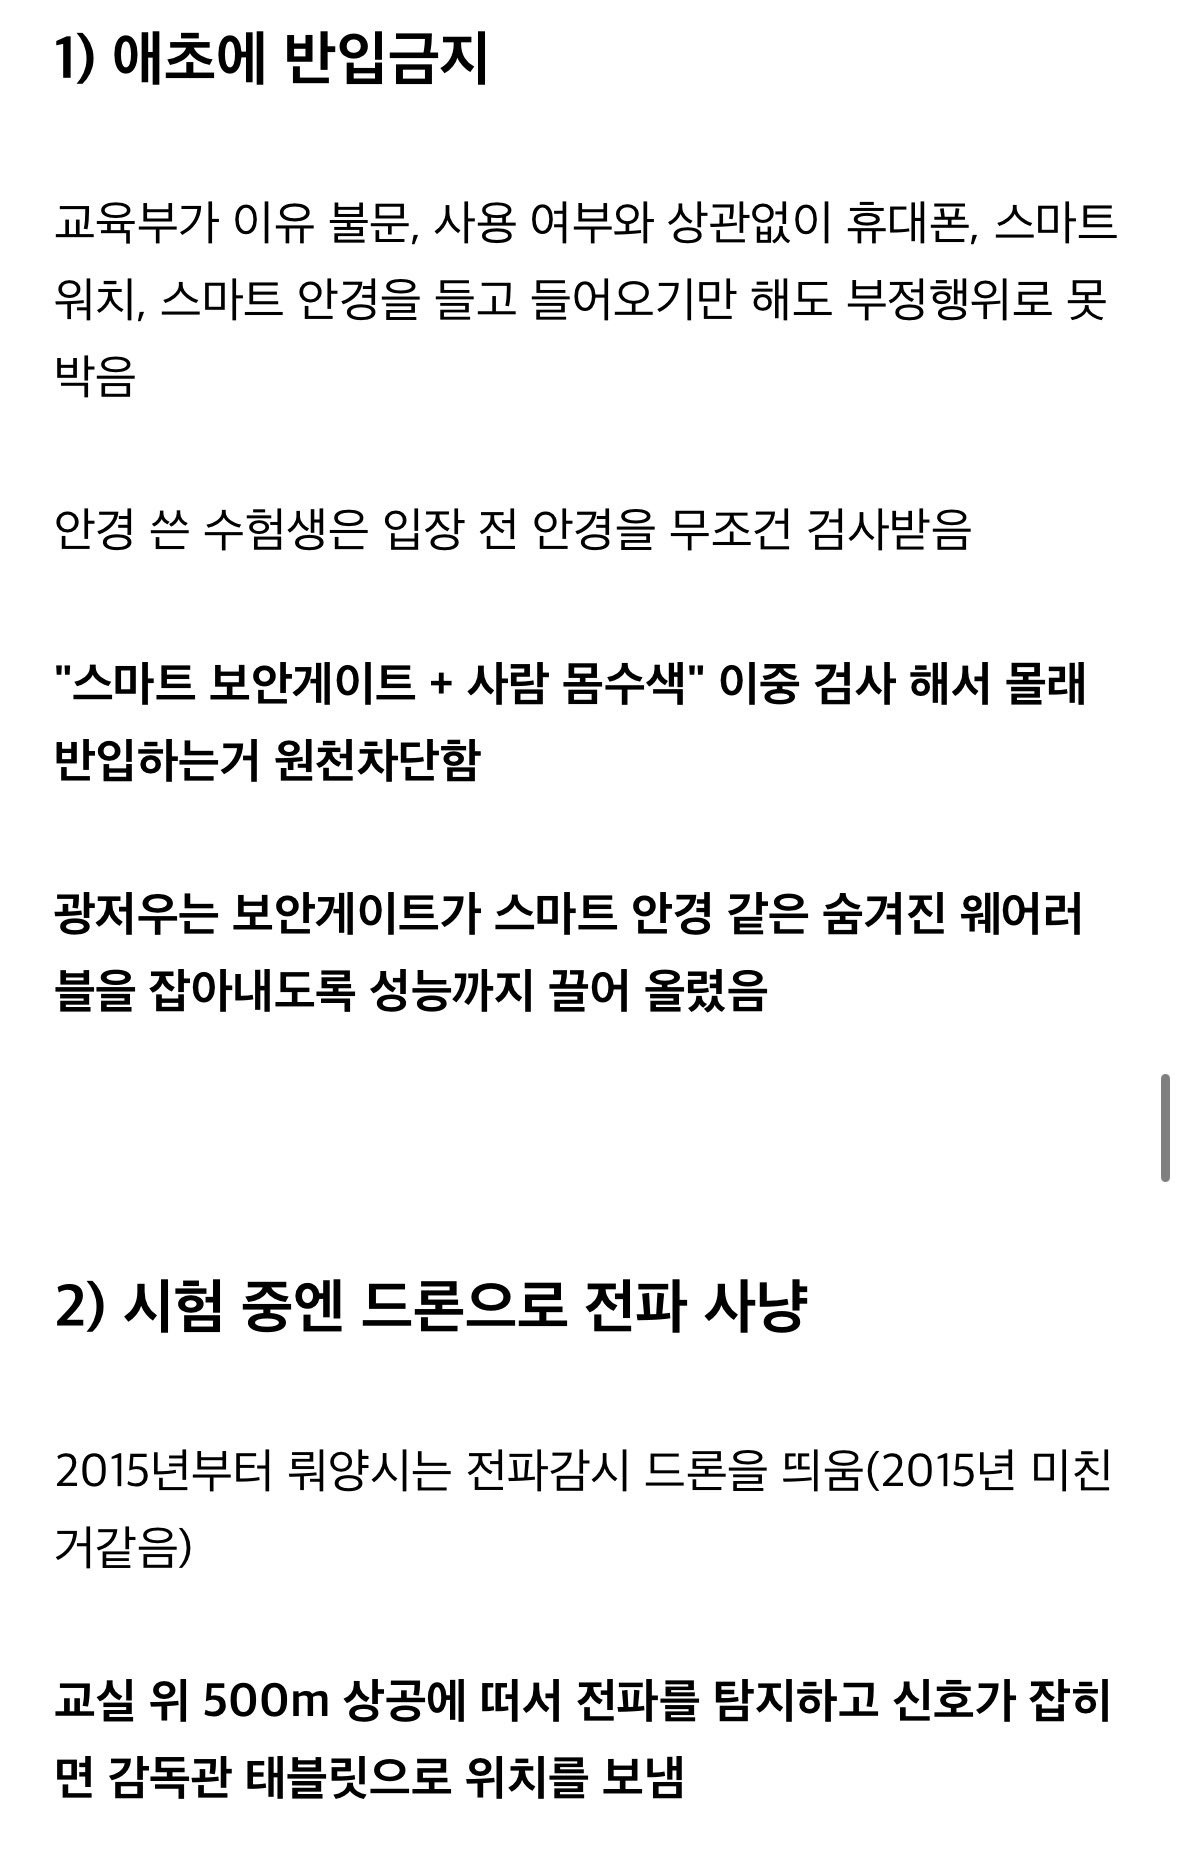 1) 애초에 반입금지
교육부가 이유 불문, 사용 여부와 상관없이 휴대폰, 스마트
워치, 스마트 안경을 들고 들어오기만 해도 부정행위로 못
박음
안경 쓴 수험생은 입장 전 안경을 무조건 검사받음
"스마트 보안게이트 + 사람 몸수색" 이중 검사 해서 몰래
반입하는거 원천차단함
광저우는 보안게이트가 스마트 안경 같은 숨겨진 웨어러
블을 잡아내도록 성능까지 끌어 올렸음
2) 시험 중엔 드론으로 전파 사냥
2015년부터 뤄양시는 전파감시 드론을 띄움(2015년 미친
거같음)
교실 위 500m 상공에 떠서 전파를 탐지하고 신호가 잡히
면 감독관 태블릿으로 위치를 보냄